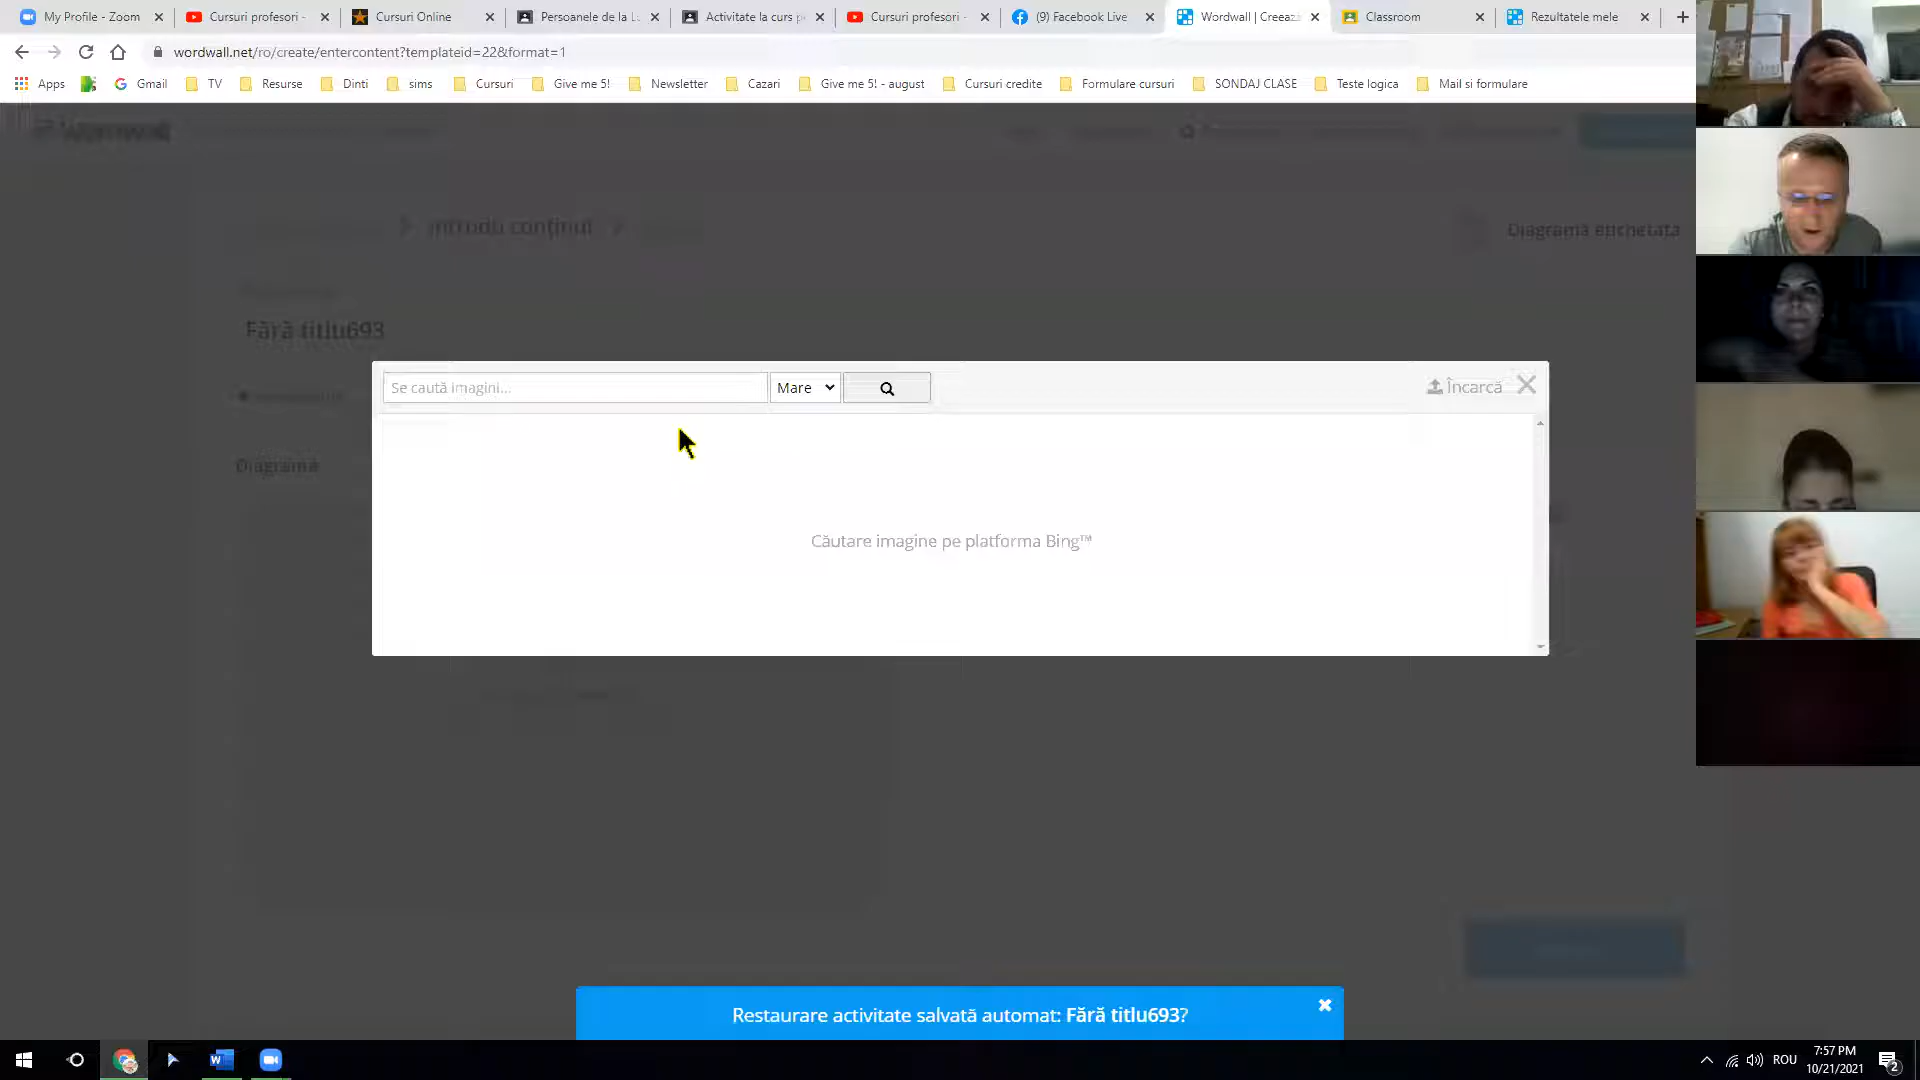 My Profile - Zoom
Cursuri profesori -
Cursuri Online
Persoanele de la L
Activitate la curs p
Cursuri profesori -
(9) Facebook Live
Wordwall | Creeaz
Classroom
Rezultatele mele
wordwall.net/ro/create/entercontent?templateid=22&format=1
Apps
Gmail
TV
Resurse
Dinti
sims
Cursuri
Give me 5!
Newsletter
Cazari
Give me 5! - august
Cursuri credite
Formulare cursuri
SONDAJ CLASE
Teste logica
Mail si formulare
Wordwall
Introdu conținut
Diagramă etichetată
Fără titlu693
Se caută imagini...
Mare
Încarcă
Diagramă
Căutare imagine pe platforma Bing™
Restaurare activitate salvată automat: Fără titlu693?
ROU
7:57 PM
10/21/2021
2